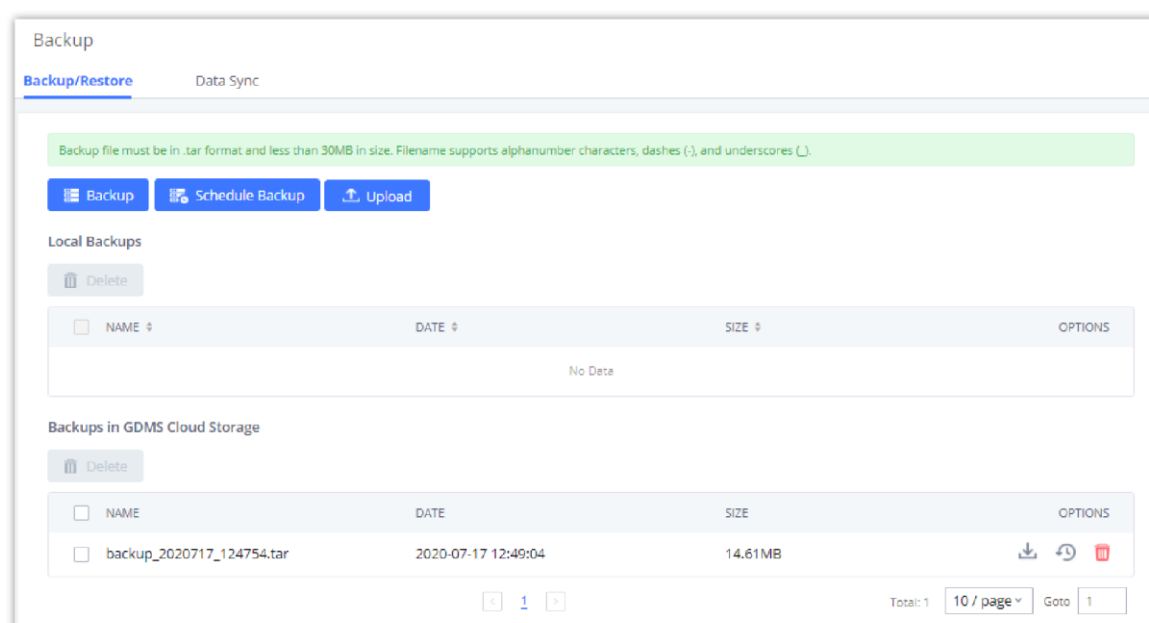 Backup
Backup/Restore Data Sync
Backup file must be in .tar format and less than 30MB in size. Filename supports alphanumber characters, dashes (-), and underscores (_).
Backup Schedule Backup Upload
Local Backups
Delete
NAME DATE SIZE OPTIONS
No Data
Backups in GDMS Cloud Storage
Delete
NAME DATE SIZE OPTIONS
backup_2020717_124754.tar 2020-07-17 12:49:04 14.61MB
< 1 > Total: 1 10 / page Goto 1